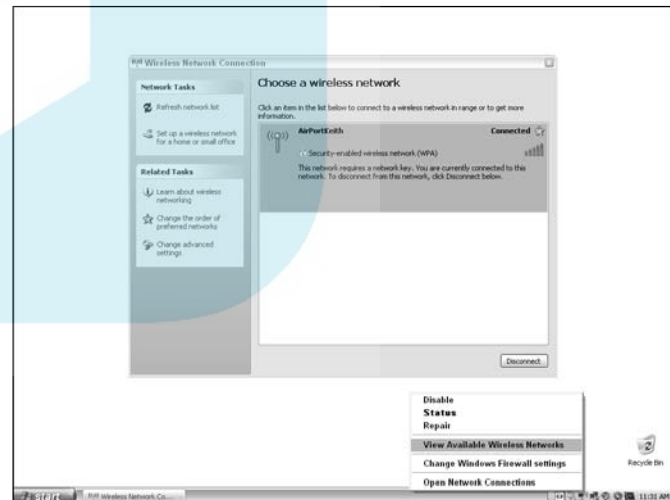 Wireless Network Connection
Network Tasks
Refresh network list
Set up a wireless network
for a home or small office
Related Tasks
Learn about wireless
networking
Change the order of
preferred networks
Change advanced
settings
Choose a wireless network
Click an item in the list below to connect to a wireless network in range or to get more
information.
AirPortKeith
Connected
Security-enabled wireless network (WPA)
This network requires a network key. You are currently connected to this
network. To disconnect from this network, click Disconnect below.
Disconnect
Disable
Status
Repair
View Available Wireless Networks
Change Windows Firewall settings
Open Network Connections
Recycle Bin
start
Wireless Network Co...
11:31 AM